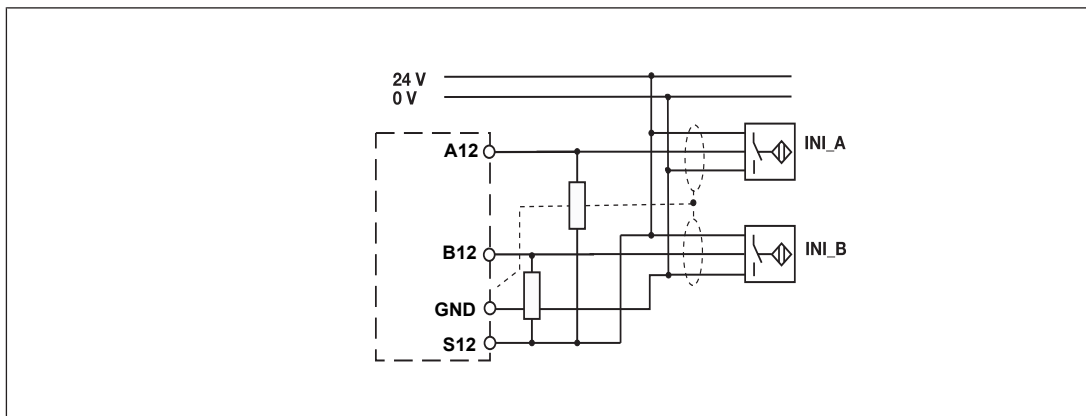 24 V
0 V
A12
INI_A
B12
INI_B
GND
S12